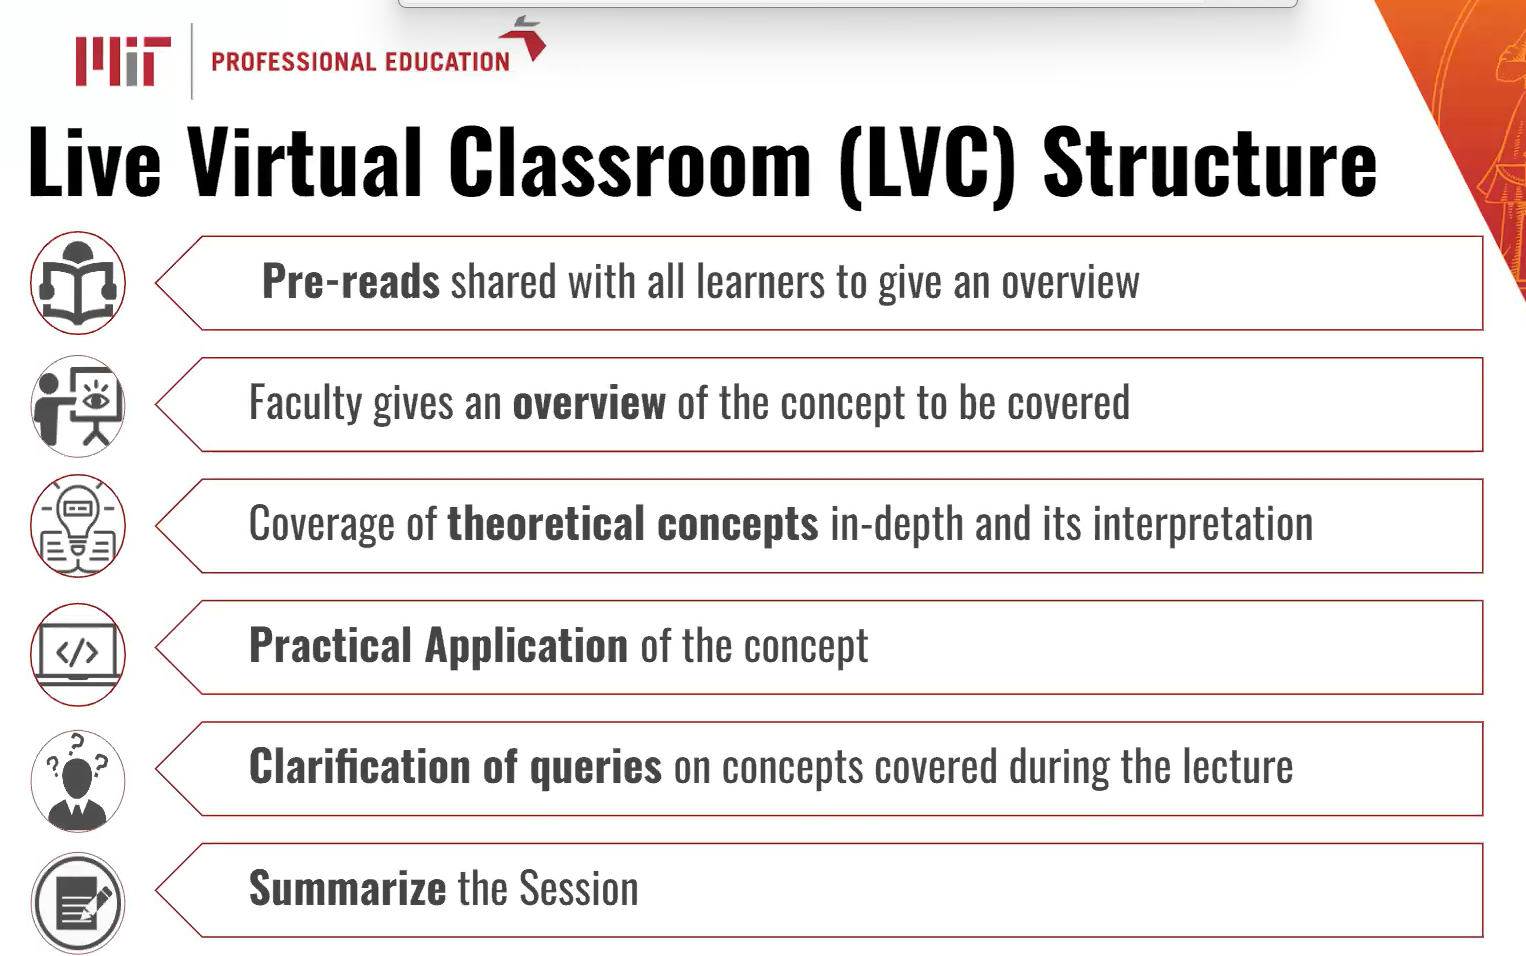 MIT PROFESSIONAL EDUCATION
Live Virtual Classroom (LVC) Structure
Pre-reads shared with all learners to give an overview
Faculty gives an overview of the concept to be covered
Coverage of theoretical concepts in-depth and its interpretation
Practical Application of the concept
Clarification of queries on concepts covered during the lecture
Summarize the Session